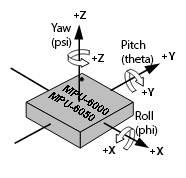 +Z
Yaw
(psi)
+Z
Pitch
(theta)
+Y
+Y
MPU-6000
MPU-6050
Roll
(phi)
+X
+X